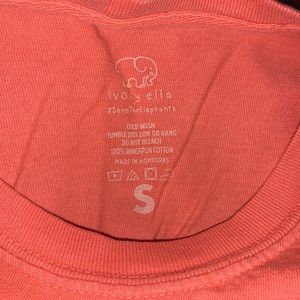 ivory ella
#SaveTheElephants
COLD WASH
TUMBLE DRY LOW OR HANG
DO NOT BLEACH
100% RINGSPUN COTTON
MADE IN HONDURAS
S